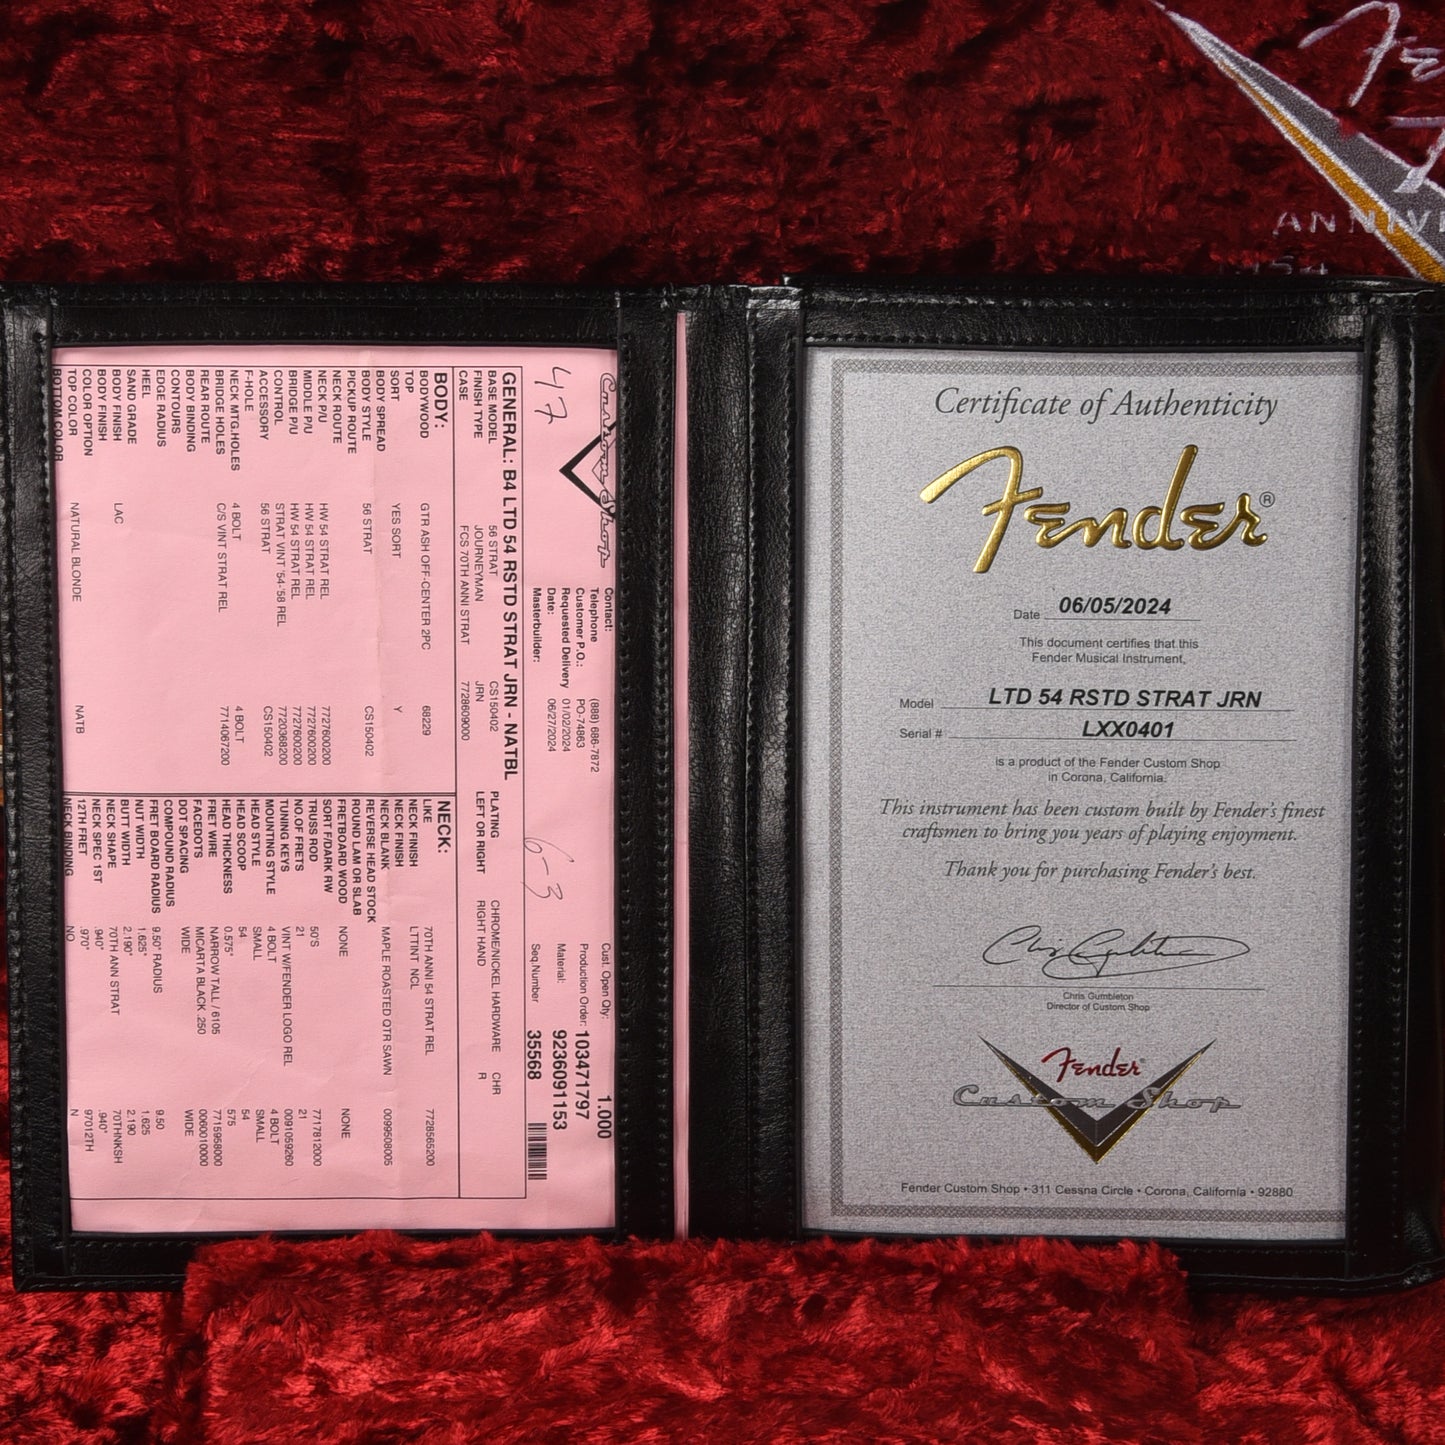 Fe
ANNIVE
1954
Custom Shop
47
Contact:
Telephone (888) 686-7872
Customer P.O.: PO-74863
Requested Delivery 01/02/2024
Date: 06/27/2024
Masterbuilder:
6-3
Cust. Open Qty: 1.000
Production Order: 103471797
Material: 9236091153
Seq.Number 35568
GENERAL: B4 LTD 54 RSTD STRAT JRN - NATBL
BASE MODEL 56 STRAT CS150402 PLATING CHROME/NICKEL HARDWARE CHR
FINISH TYPE JOURNEYMAN JRN LEFT OR RIGHT RIGHT HAND R
CASE FCS 70TH ANNI STRAT 7728609000
BODY:
BODYWOOD GTR ASH OFF-CENTER 2PC 68229
TOP
SORT YES SORT Y
BODY SPREAD
BODY STYLE 56 STRAT CS150402
PICKUP ROUTE
NECK ROUTE
NECK P/U HW 54 STRAT REL 7727600200
MIDDLE P/U HW 54 STRAT REL 7727600200
BRIDGE P/U HW 54 STRAT REL 7727600200
CONTROL STRAT VINT '54-'58 REL 7720368200
ACCESSORY 56 STRAT CS150402
F-HOLE
NECK MTG.HOLES 4 BOLT 4 BOLT
BRIDGE HOLES C/S VINT STRAT REL 7714067200
REAR ROUTE
BODY BINDING
CONTOURS
EDGE RADIUS
HEEL
SAND GRADE
BODY FINISH LAC
BODY FINISH
COLOR OPTION
TOP COLOR NATURAL BLONDE NATB
BOTTOM COLOR
NECK:
LIKE 70TH ANNI 54 STRAT REL 7728565200
NECK FINISH LTTINT NCL
NECK FINISH
NECK BLANK MAPLE ROASTED QTR SAWN 0099608005
REVERSE HEAD STOCK
ROUND LAM OR SLAB
FRETBOARD WOOD NONE NONE
SORT F/DARK RW
TRUSS ROD 50'S 7717812000
NO.OF FRETS 21 21
TUNING KEYS VINT W/FENDER LOGO REL 0091059260
MOUNTING STYLE 4 BOLT 4 BOLT
HEAD STYLE SMALL SMALL
HEAD SCOOP 54 54
HEAD THICKNESS 0.575" 575
FRET WIRE NARROW TALL / 6105 7715958000
FACEDOTS MICARTA BLACK .250 0060010000
DOT SPACING WIDE WIDE
COMPOUND RADIUS
FRET BOARD RADIUS 9.50" RADIUS 9.50
NUT WIDTH 1.625" 1.625
BUTT WIDTH 2.190" 2.190
NECK SHAPE 70TH ANN STRAT 70THNKSH
NECK SPEC 1ST .940" .940"
12TH FRET .970" 97012TH
NECK BINDING NO N
Certificate of Authenticity
Fender®
Date 06/05/2024
This document certifies that this
Fender Musical Instrument,
Model LTD 54 RSTD STRAT JRN
Serial # LXX0401
is a product of the Fender Custom Shop
in Corona, California.
This instrument has been custom built by Fender's finest
craftsmen to bring you years of playing enjoyment.
Thank you for purchasing Fender's best.
Chris Gumbleton
Director of Custom Shop
Fender®
Custom Shop
Fender Custom Shop • 311 Cessna Circle • Corona, California • 92880